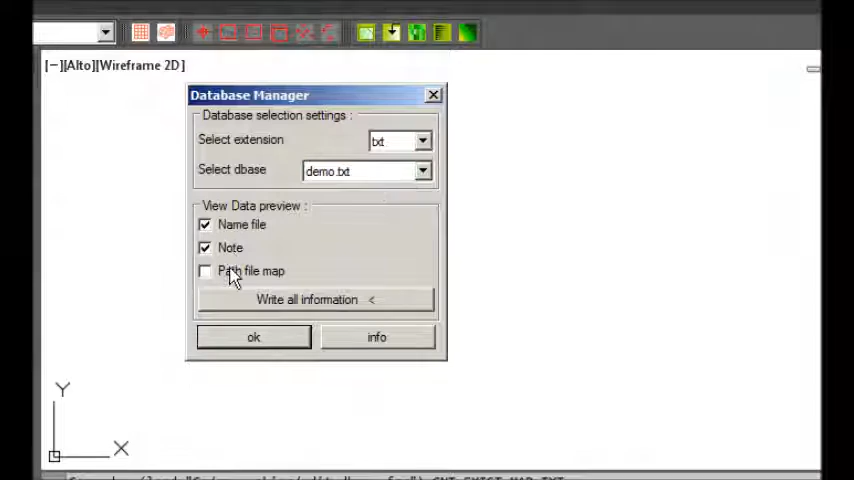 [−][Alto][Wireframe 2D]
Database Manager
Database selection settings :
Select extension
txt
Select dbase
demo.txt
View Data preview :
Name file
Note
Path file map
Write all information <
ok
info
Y
X